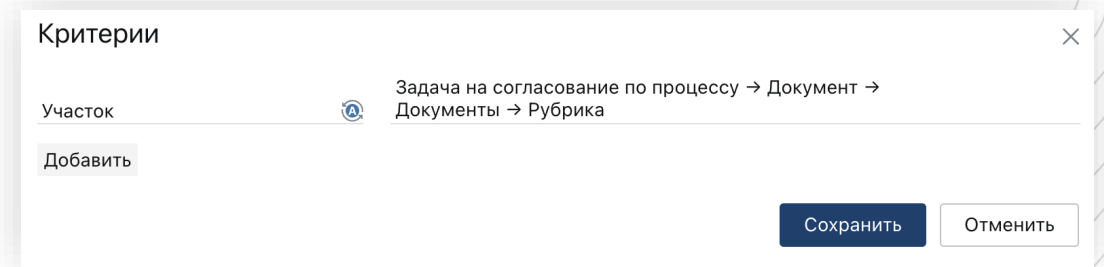 Критерии
Задача на согласование по процессу → Документ →
Участок
Документы → Рубрика
Добавить
Сохранить
Отменить